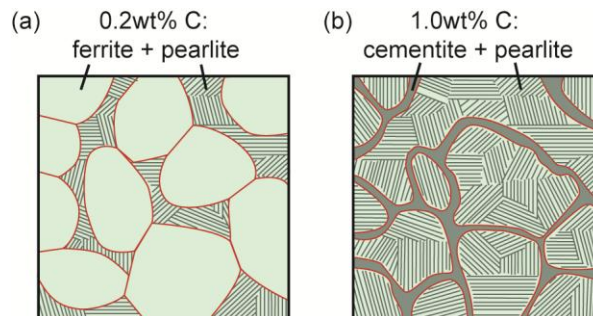 (a)
0.2wt% C:
ferrite + pearlite
(b)
1.0wt% C:
cementite + pearlite